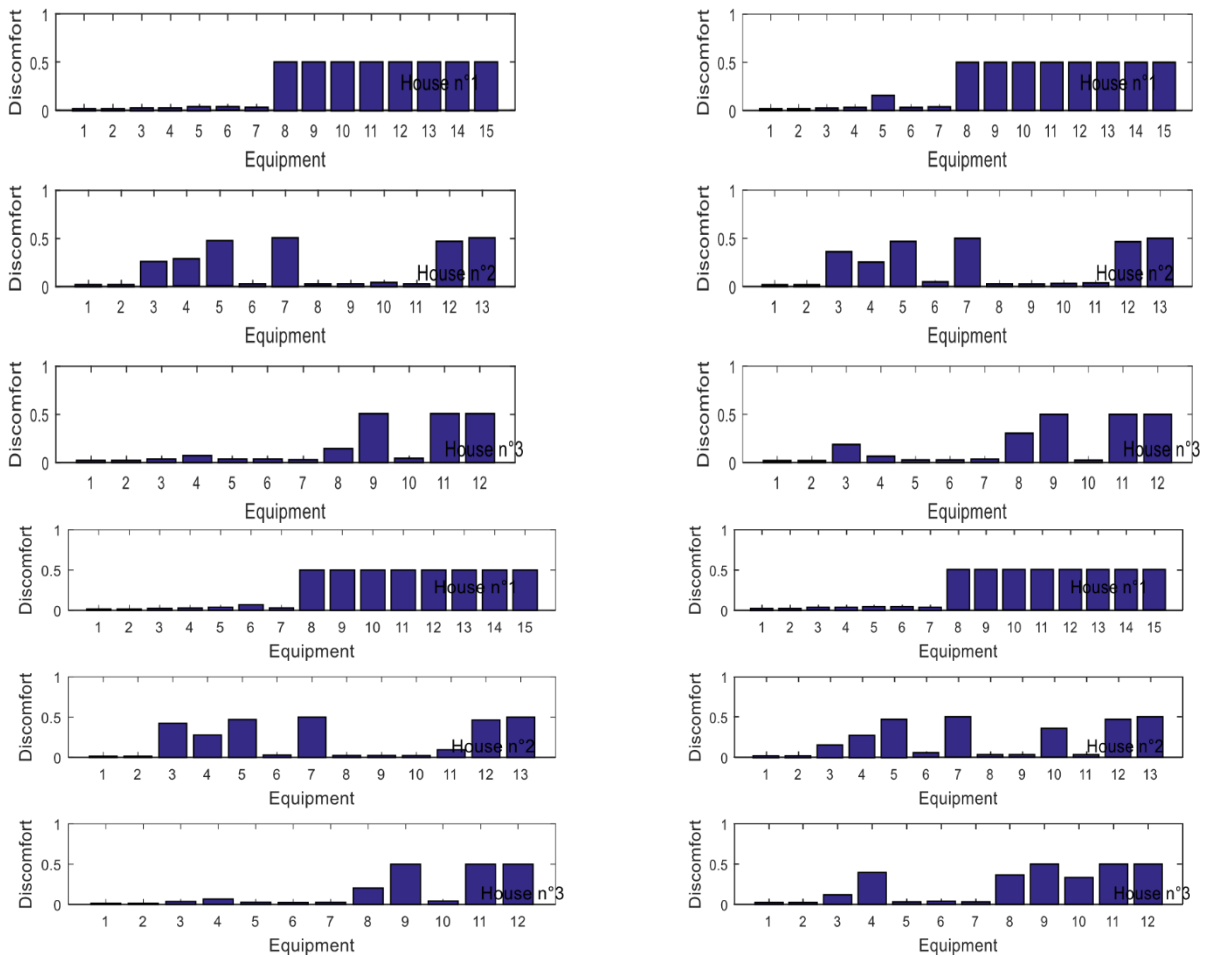 Discomfort
1
0.5
0
House n°1
1 2 3 4 5 6 7 8 9 10 11 12 13 14 15
Equipment
Discomfort
1
0.5
0
House n°1
1 2 3 4 5 6 7 8 9 10 11 12 13 14 15
Equipment
Discomfort
1
0.5
0
House n°2
1 2 3 4 5 6 7 8 9 10 11 12 13
Equipment
Discomfort
1
0.5
0
House n°2
1 2 3 4 5 6 7 8 9 10 11 12 13
Equipment
Discomfort
1
0.5
0
House n°3
1 2 3 4 5 6 7 8 9 10 11 12
Equipment
Discomfort
1
0.5
0
House n°3
1 2 3 4 5 6 7 8 9 10 11 12
Equipment
Discomfort
1
0.5
0
House n°1
1 2 3 4 5 6 7 8 9 10 11 12 13 14 15
Equipment
Discomfort
1
0.5
0
House n°1
1 2 3 4 5 6 7 8 9 10 11 12 13 14 15
Equipment
Discomfort
1
0.5
0
House n°2
1 2 3 4 5 6 7 8 9 10 11 12 13
Equipment
Discomfort
1
0.5
0
House n°2
1 2 3 4 5 6 7 8 9 10 11 12 13
Equipment
Discomfort
1
0.5
0
House n°3
1 2 3 4 5 6 7 8 9 10 11 12
Equipment
Discomfort
1
0.5
0
House n°3
1 2 3 4 5 6 7 8 9 10 11 12
Equipment